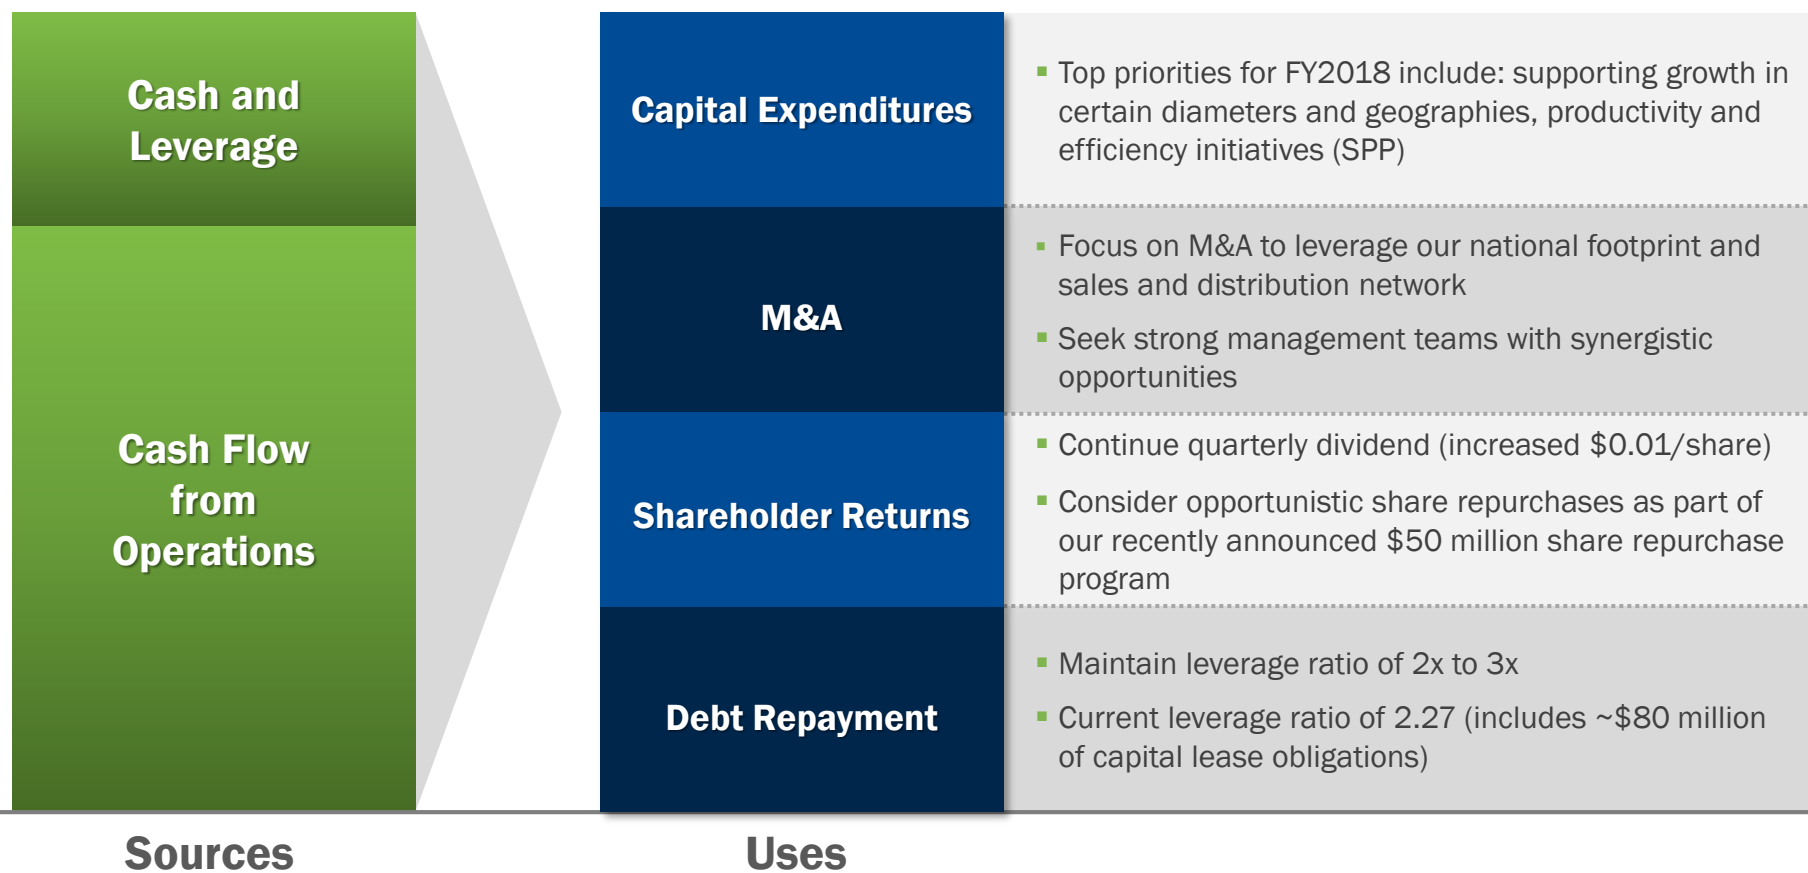 Cash and
Leverage
Cash Flow
from
Operations
Sources
Capital Expenditures
▪ Top priorities for FY2018 include: supporting growth in
certain diameters and geographies, productivity and
efficiency initiatives (SPP)
M&A
▪ Focus on M&A to leverage our national footprint and
sales and distribution network
▪ Seek strong management teams with synergistic
opportunities
Shareholder Returns
▪ Continue quarterly dividend (increased $0.01/share)
▪ Consider opportunistic share repurchases as part of
our recently announced $50 million share repurchase
program
Debt Repayment
▪ Maintain leverage ratio of 2x to 3x
▪ Current leverage ratio of 2.27 (includes ~$80 million
of capital lease obligations)
Uses